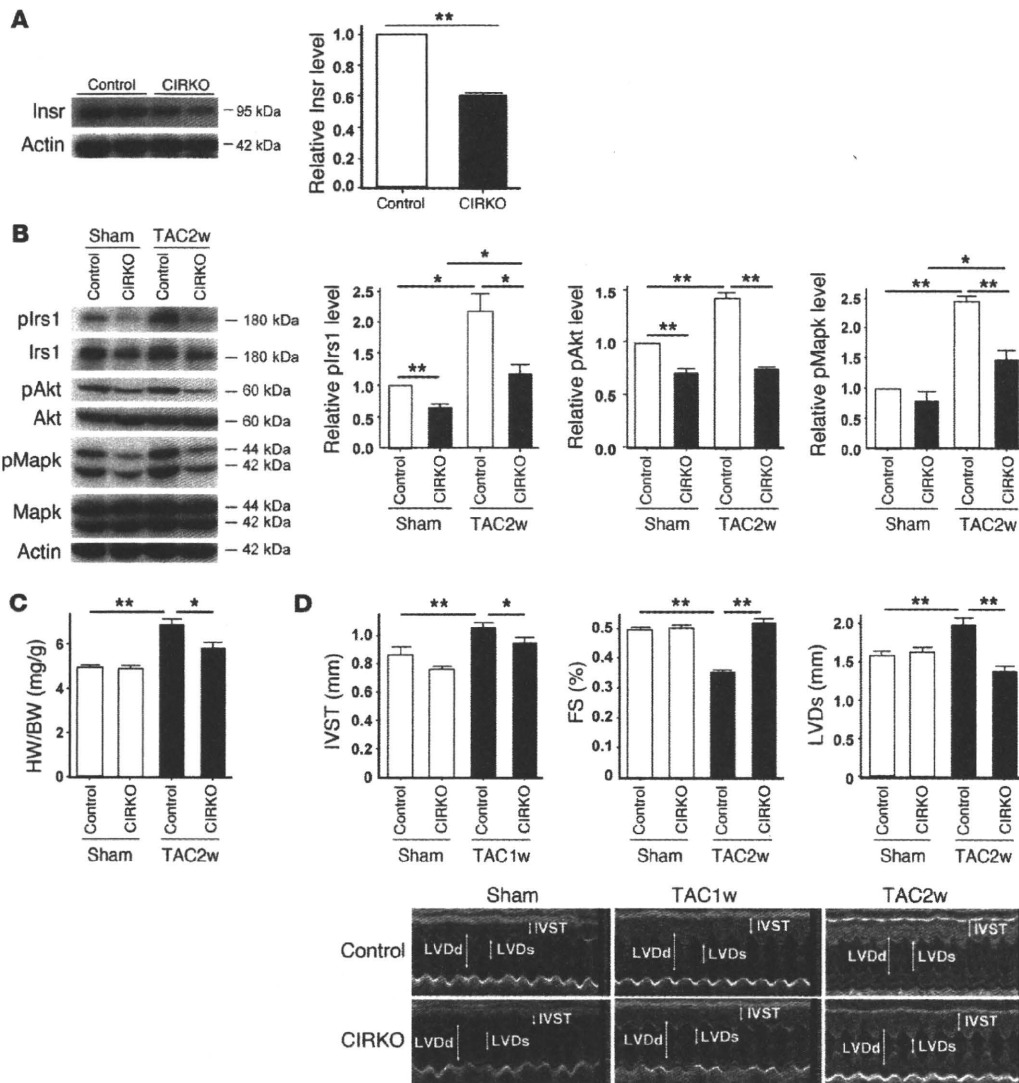 A
Control CIRKO
Insr
95 kDa
Actin
42 kDa
**
Relative Insr level
1.0
0.8
0.6
0.4
0.2
0.0
Control
CIRKO
B
Sham TAC2w
Control CIRKO Control CIRKO
pIrs1
180 kDa
Irs1
180 kDa
pAkt
60 kDa
Akt
60 kDa
pMapk
44 kDa
42 kDa
Mapk
44 kDa
42 kDa
Actin
42 kDa
Relative pIrs1 level
2.5
2.0
1.5
1.0
0.5
0.0
*
* *
**
Control CIRKO Control CIRKO
Sham TAC2w
Relative pAkt level
1.5
1.0
0.5
0.0
** **
**
Control CIRKO Control CIRKO
Sham TAC2w
Relative pMapk level
2.5
2.0
1.5
1.0
0.5
0.0
*
** **
Control CIRKO Control CIRKO
Sham TAC2w
C
HW/BW (mg/g)
6
4
2
0
** *
Control CIRKO Control CIRKO
Sham TAC2w
D
IVST (mm)
1.0
0.8
0.6
0.4
0.2
0
** *
Control CIRKO Control CIRKO
Sham TAC1w
FS (%)
0.5
0.4
0.3
0.2
0.1
0
** **
Control CIRKO Control CIRKO
Sham TAC2w
LVDs (mm)
2.0
1.5
1.0
0.5
0
** **
Control CIRKO Control CIRKO
Sham TAC2w
Sham TAC1w TAC2w
Control
IVST
LVDd LVDs
IVST
LVDd LVDs
IVST
LVDd LVDs
CIRKO
IVST
LVDd LVDs
IVST
LVDd LVDs
IVST
LVDd LVDs